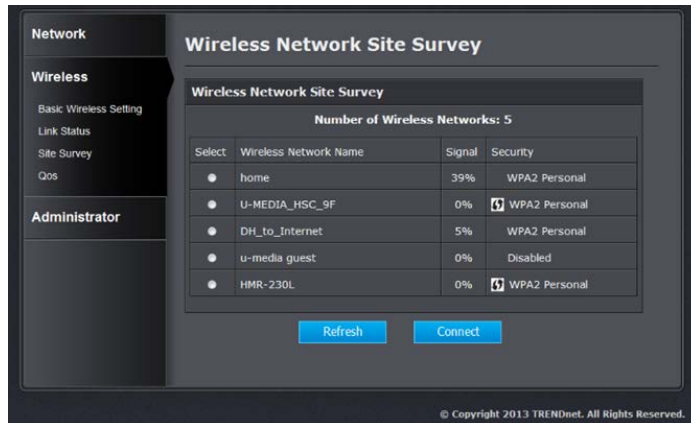 Network
Wireless
Basic Wireless Setting
Link Status
Site Survey
Qos
Administrator
Wireless Network Site Survey
Wireless Network Site Survey
Number of Wireless Networks: 5
Select Wireless Network Name Signal Security
home 39% WPA2 Personal
U-MEDIA_HSC_9F 0% WPA2 Personal
DH_to_Internet 5% WPA2 Personal
u-media guest 0% Disabled
HMR-230L 0% WPA2 Personal
Refresh Connect
© Copyright 2013 TRENDnet. All Rights Reserved.